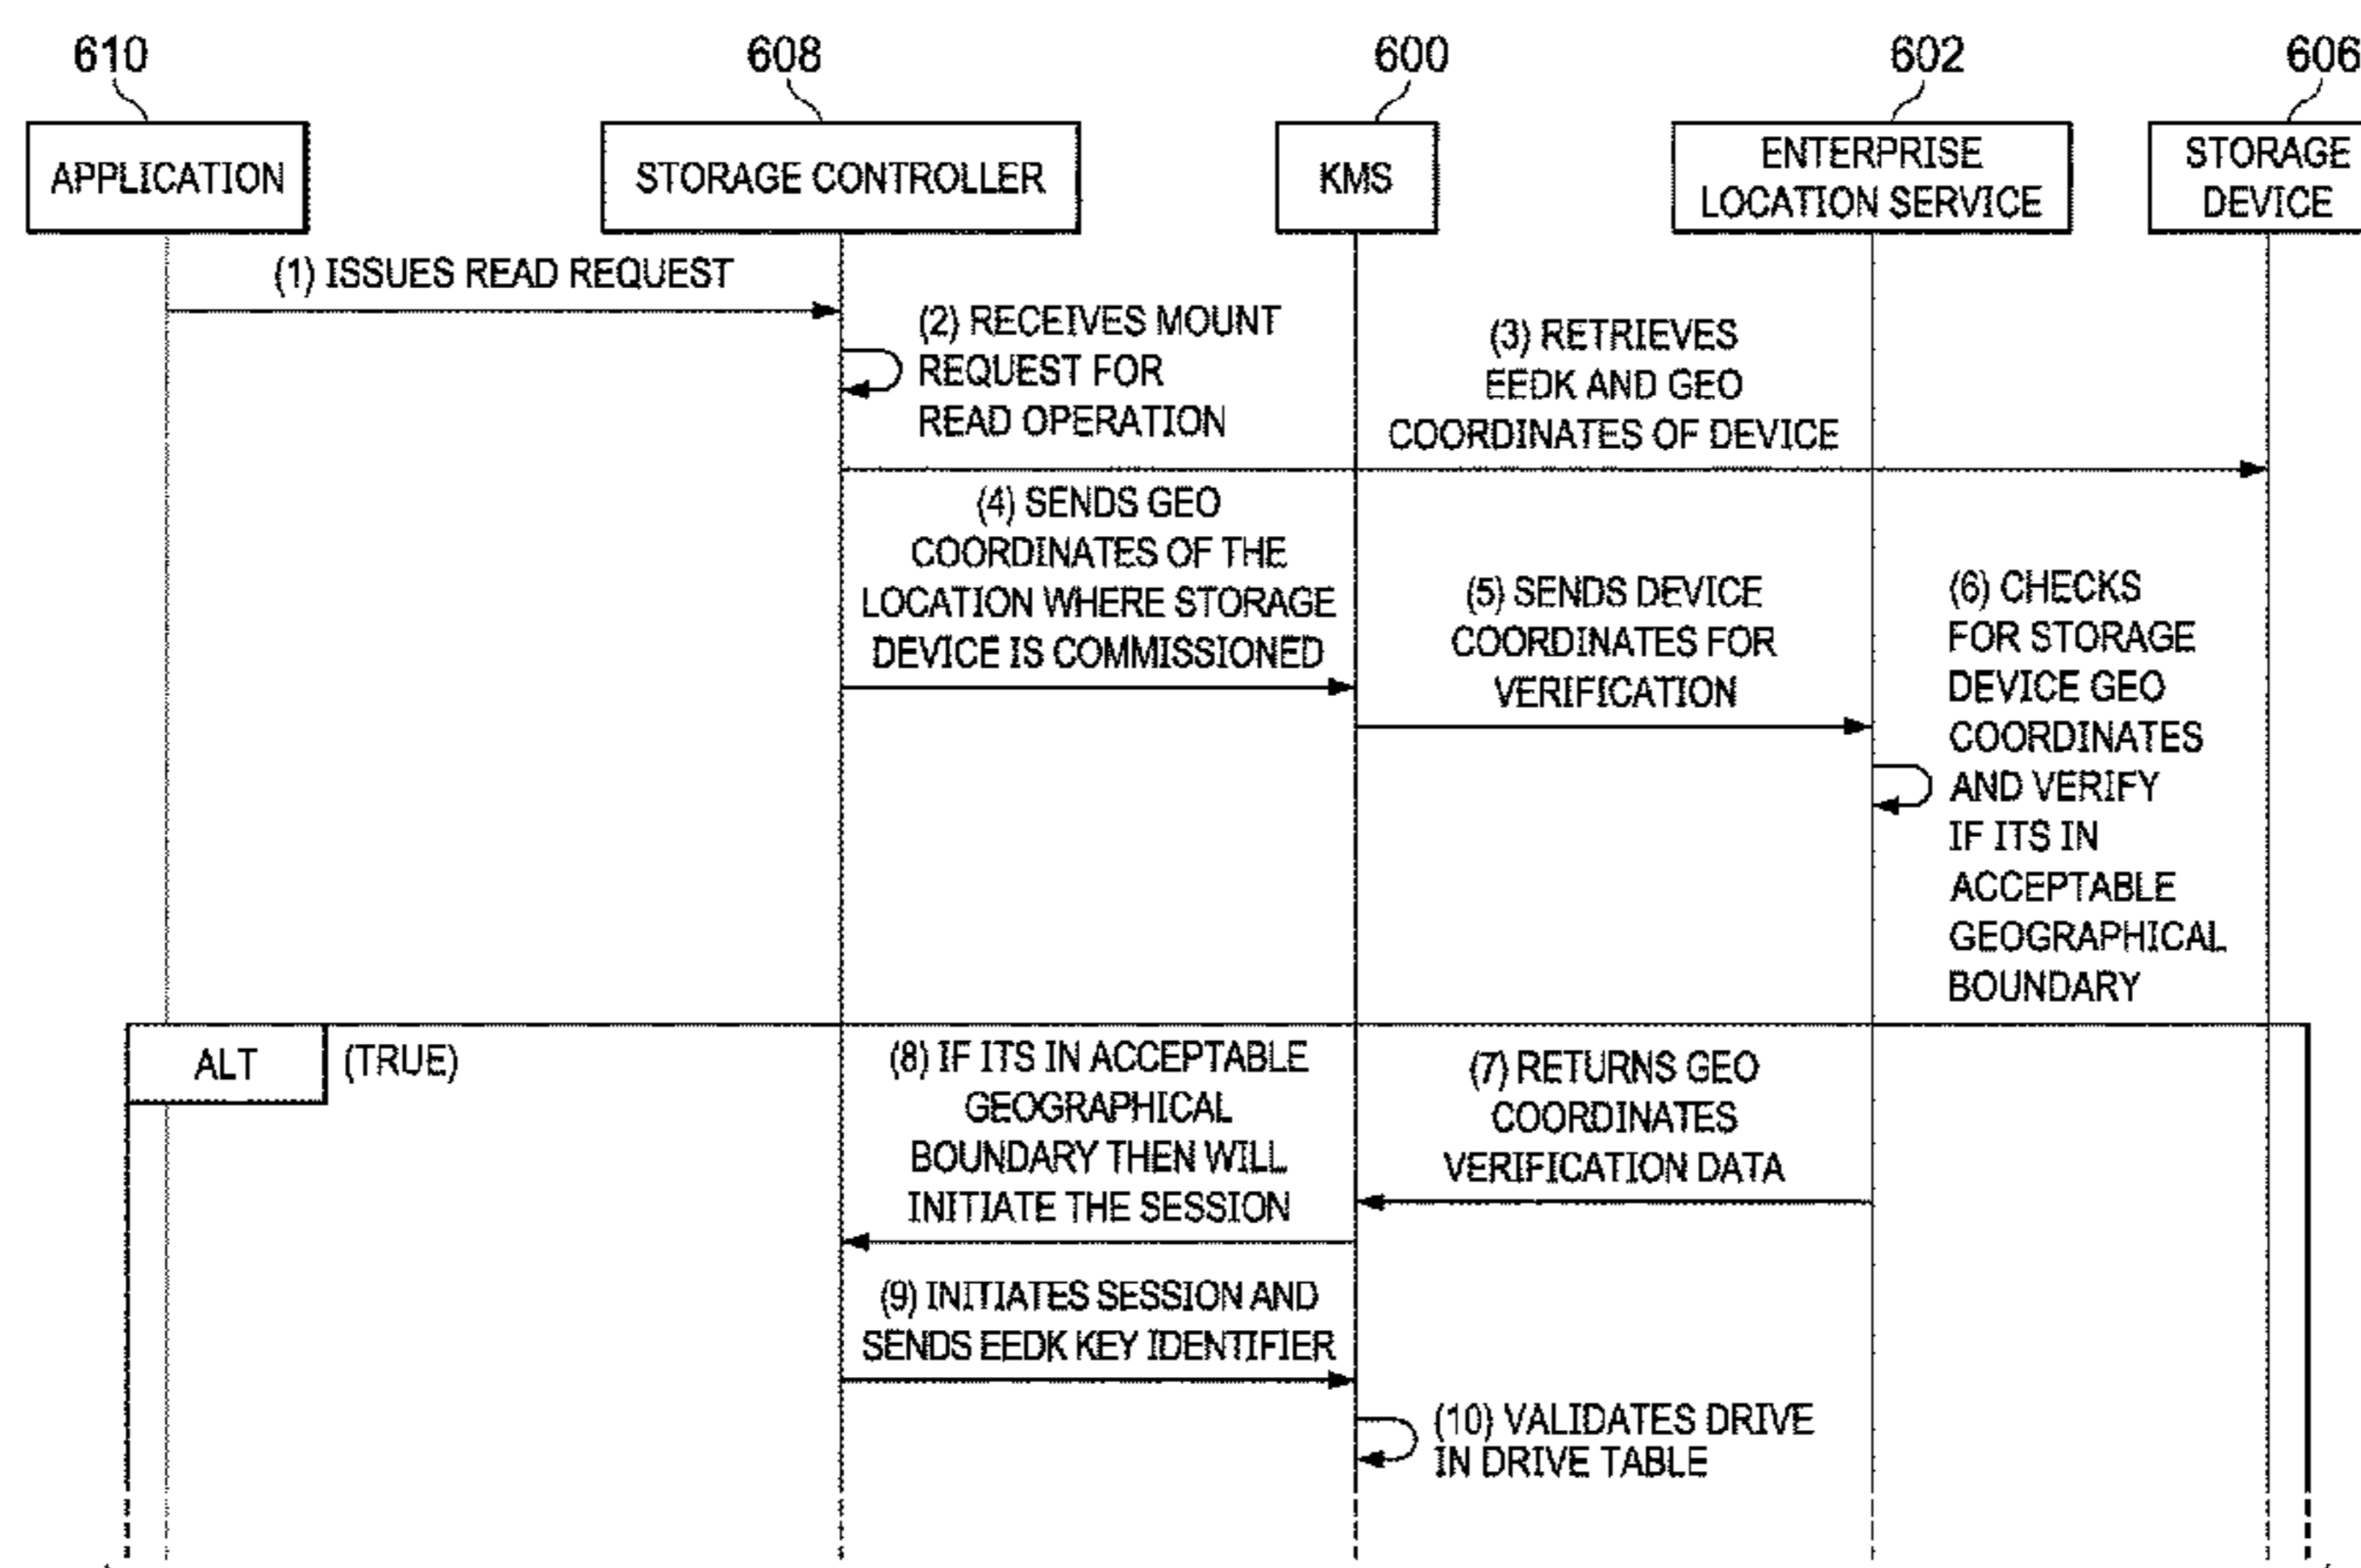 610
608
600
602
606
APPLICATION
STORAGE CONTROLLER
KMS
ENTERPRISE
LOCATION SERVICE
STORAGE
DEVICE
(1) ISSUES READ REQUEST
(2) RECEIVES MOUNT
REQUEST FOR
READ OPERATION
(3) RETRIEVES
EEDK AND GEO
COORDINATES OF DEVICE
(4) SENDS GEO
COORDINATES OF THE
LOCATION WHERE STORAGE
DEVICE IS COMMISSIONED
(5) SENDS DEVICE
COORDINATES FOR
VERIFICATION
(6) CHECKS
FOR STORAGE
DEVICE GEO
COORDINATES
AND VERIFY
IF ITS IN
ACCEPTABLE
GEOGRAPHICAL
BOUNDARY
ALT
(TRUE)
(7) RETURNS GEO
COORDINATES
VERIFICATION DATA
(8) IF ITS IN ACCEPTABLE
GEOGRAPHICAL
BOUNDARY THEN WILL
INITIATE THE SESSION
(9) INITIATES SESSION AND
SENDS EEDK KEY IDENTIFIER
(10) VALIDATES DRIVE
IN DRIVE TABLE